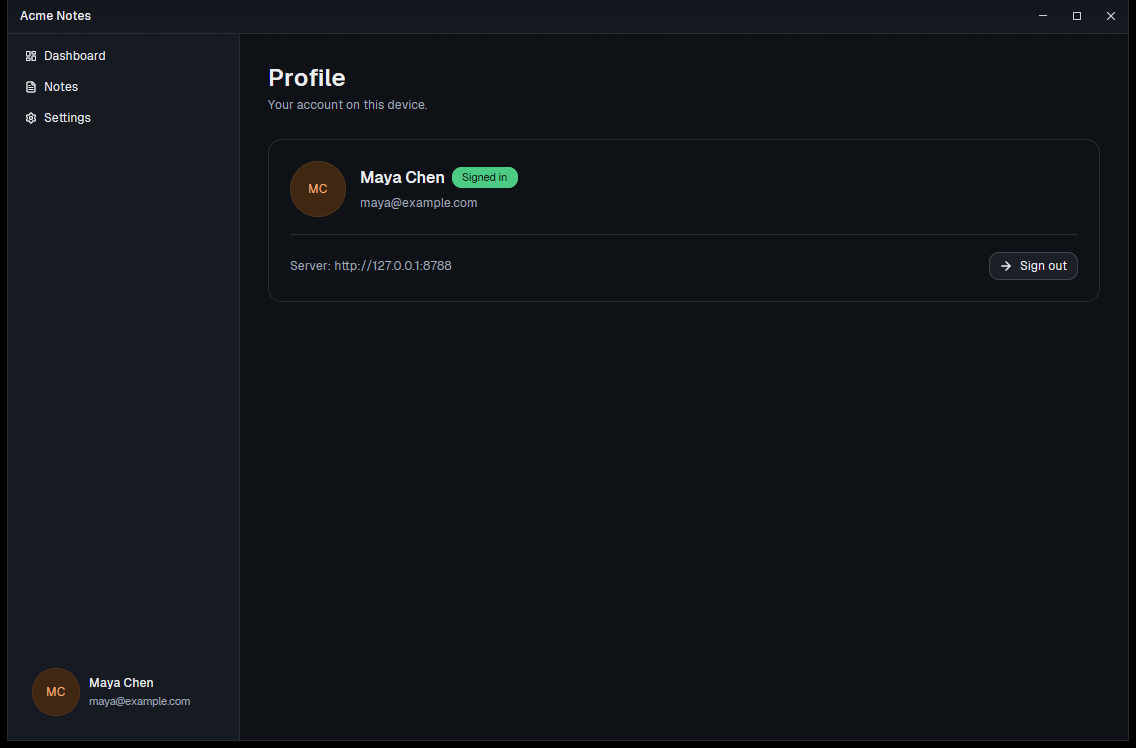 Acme Notes
Dashboard
Notes
Settings
Profile
Your account on this device.
MC
Maya Chen
Signed in
maya@example.com
Server: http://127.0.0.1:8788
Sign out
MC
Maya Chen
maya@example.com